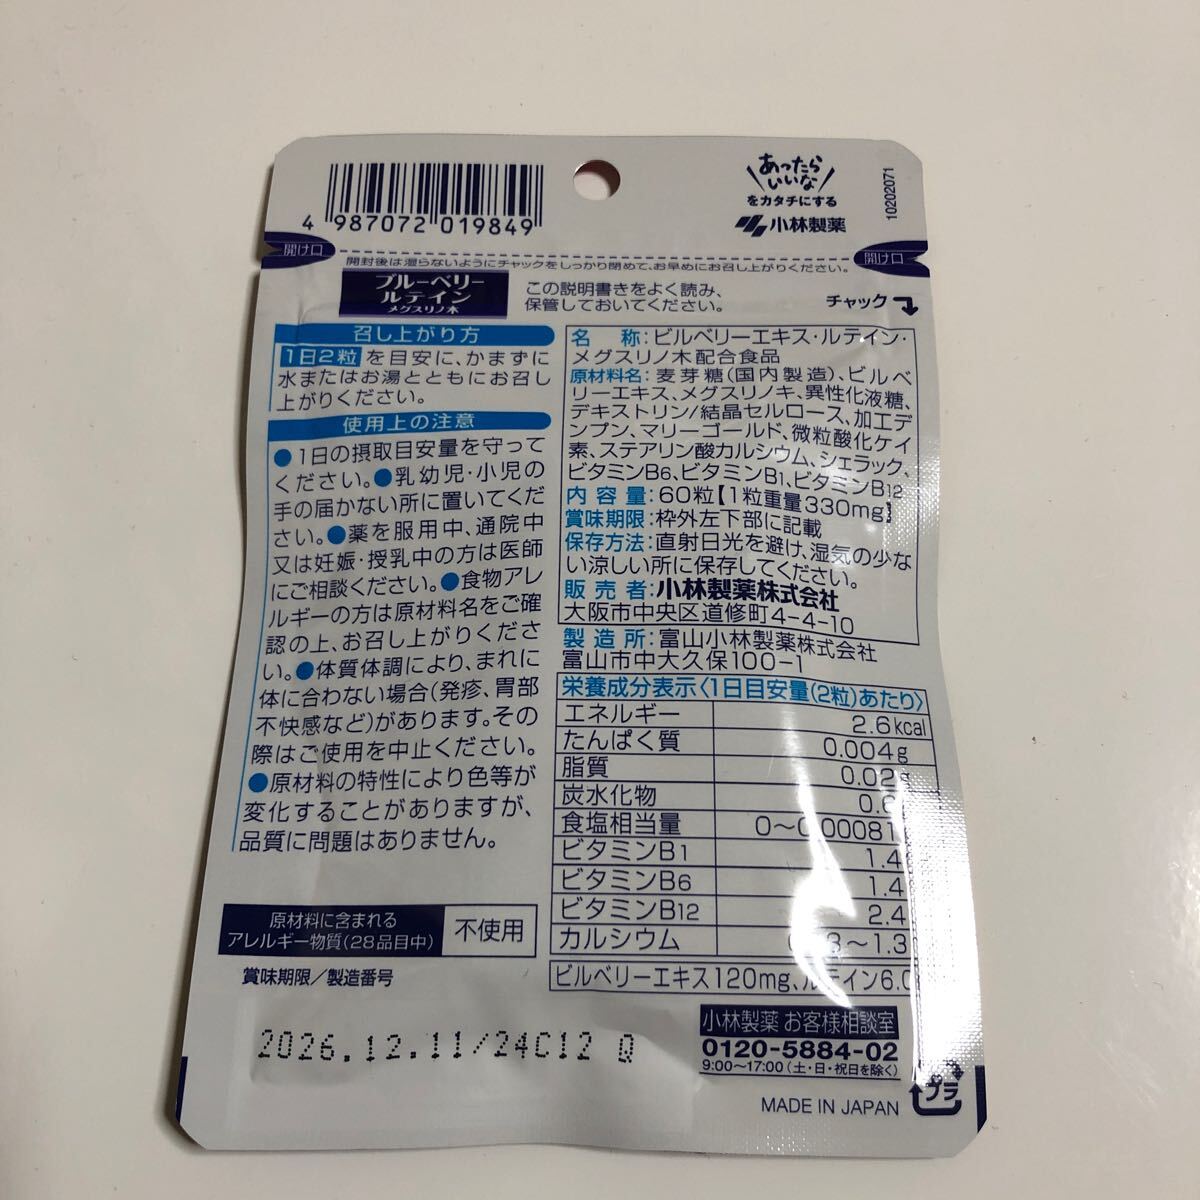 4 987072 019849
あったら
いいな
をカタチにする
小林製薬
10202071
開け口
開け口
開封後は湿らないようにチャックをしっかり閉めて、お早めにお召し上がりください。
ブルーベリー
ルテイン
メグスリノ木
この説明書きをよく読み、
保管しておいてください。
チャック
召し上がり方
1日2粒を目安に、かまずに
水またはお湯とともにお召し
上がりください。
使用上の注意
●1日の摂取目安量を守って
ください。●乳幼児・小児の
手の届かない所に置いてくだ
さい。●薬を服用中、通院中
又は妊娠・授乳中の方は医師
にご相談ください。●食物アレ
ルギーの方は原材料名をご確
認の上、お召し上がりくださ
い。●体質体調により、まれに
体に合わない場合(発疹、胃部
不快感など)があります。その
際はご使用を中止ください。
●原材料の特性により色等が
変化することがありますが、
品質に問題はありません。
名 称:ビルベリーエキス・ルテイン・
メグスリノ木配合食品
原材料名:麦芽糖(国内製造)、ビルベ
リーエキス、メグスリノキ、異性化液糖、
デキストリン/結晶セルロース、加工デ
ンプン、マリーゴールド、微粒酸化ケイ
素、ステアリン酸カルシウム、シェラック、
ビタミンB6、ビタミンB1、ビタミンB12
内容量:60粒【1粒重量330mg】
賞味期限:枠外左下部に記載
保存方法:直射日光を避け、湿気の少な
い涼しい所に保存してください。
販売者:小林製薬株式会社
大阪市中央区道修町4-4-10
製造所:富山小林製薬株式会社
富山市中大久保100-1
栄養成分表示〈1日目安量(2粒)あたり〉
エネルギー 2.6kcal
たんぱく質 0.004g
脂質 0.02g
炭水化物
食塩相当量 0~0.00081
ビタミンB1 1.4
ビタミンB6 1.4
ビタミンB12 2.4
カルシウム ~1.3
ビルベリーエキス120mg、ルテイン6.0
原材料に含まれる
アレルギー物質(28品目中)
不使用
賞味期限/製造番号
2026.12.11/24C12 Q
小林製薬 お客様相談室
0120-5884-02
9:00~17:00(土・日・祝日を除く)
プラ
MADE IN JAPAN